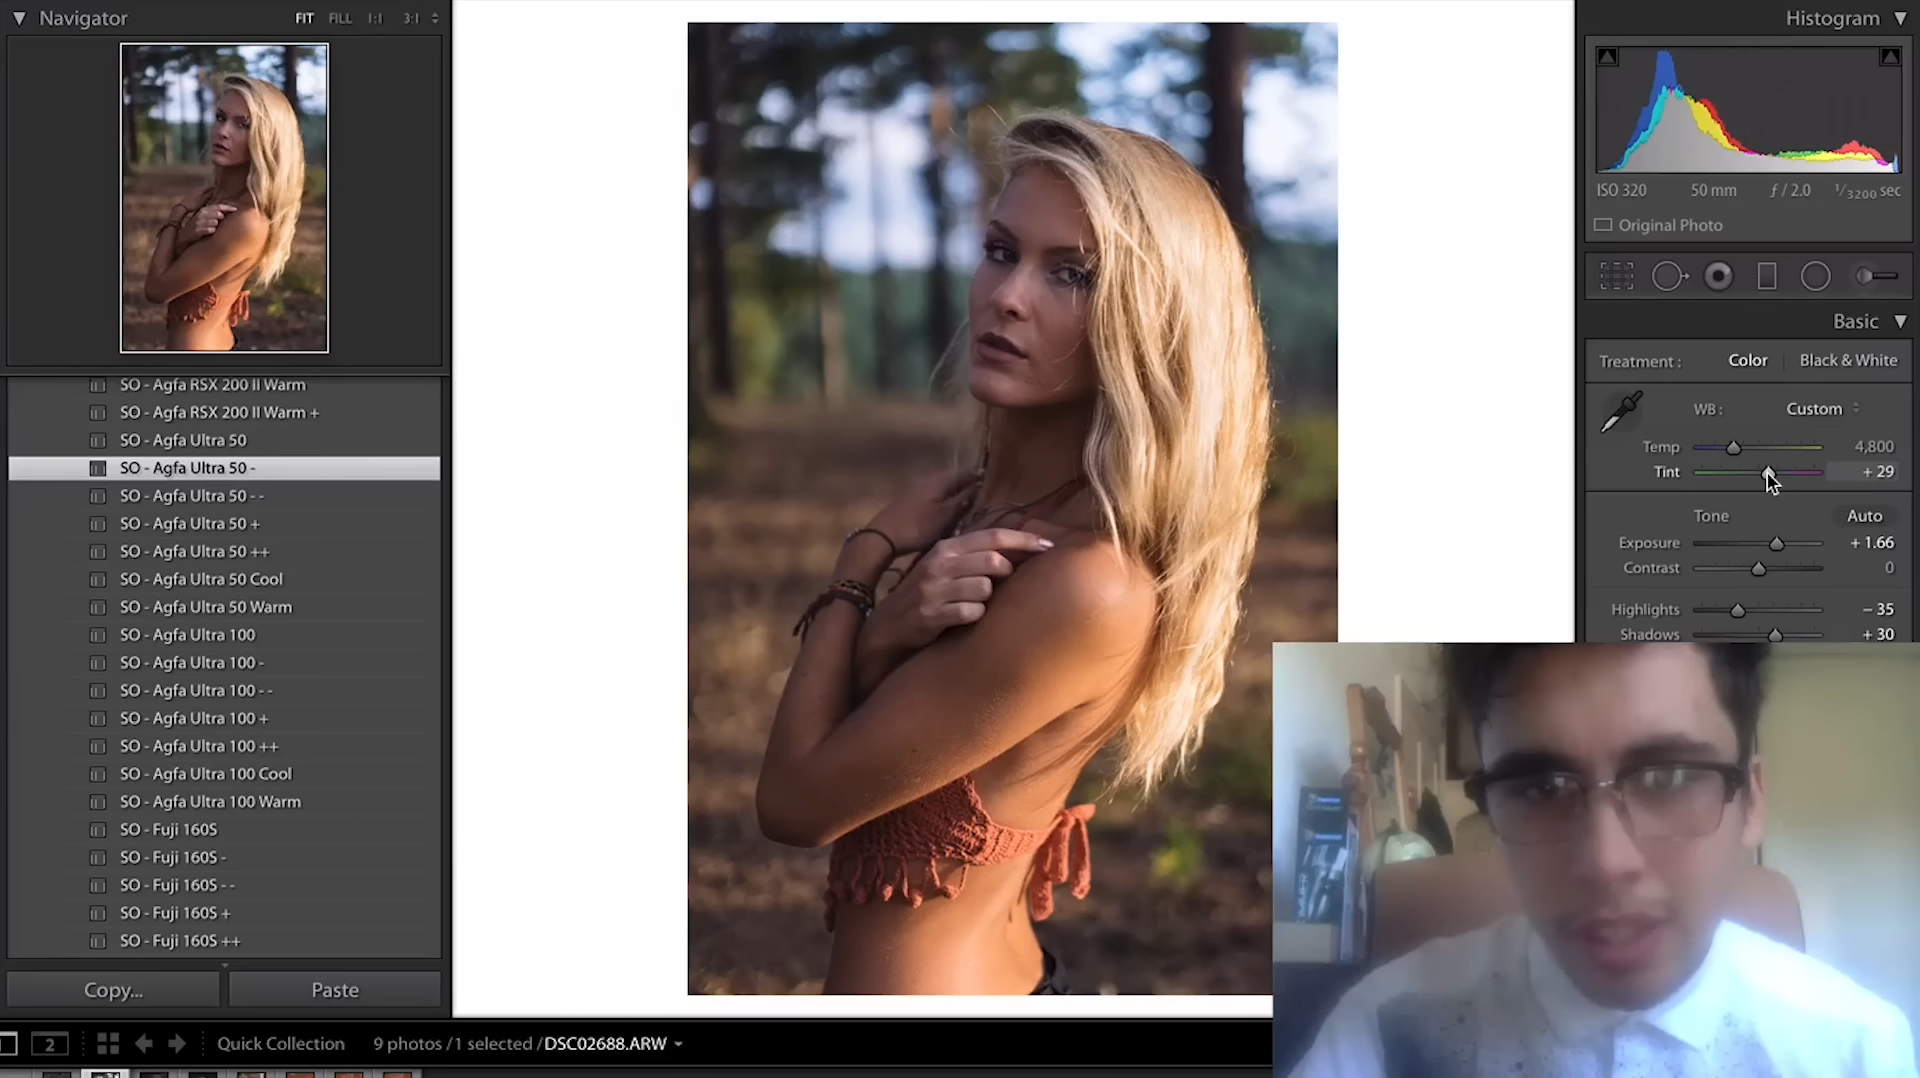 Navigator
FIT FILL 1:1 3:1
SO - Agfa RSX 200 II Warm
SO - Agfa RSX 200 II Warm +
SO - Agfa Ultra 50
SO - Agfa Ultra 50 -
SO - Agfa Ultra 50 - -
SO - Agfa Ultra 50 +
SO - Agfa Ultra 50 ++
SO - Agfa Ultra 50 Cool
SO - Agfa Ultra 50 Warm
SO - Agfa Ultra 100
SO - Agfa Ultra 100 -
SO - Agfa Ultra 100 - -
SO - Agfa Ultra 100 +
SO - Agfa Ultra 100 ++
SO - Agfa Ultra 100 Cool
SO - Agfa Ultra 100 Warm
SO - Fuji 160S
SO - Fuji 160S -
SO - Fuji 160S - -
SO - Fuji 160S +
SO - Fuji 160S ++
Copy... Paste
2 Quick Collection 9 photos / 1 selected / DSC02688.ARW
Histogram
ISO 320 50 mm ƒ / 2.0 1/3200 sec
Original Photo
Basic
Treatment : Color Black & White
WB : Custom
Temp 4,800
Tint + 29
Tone Auto
Exposure + 1.66
Contrast 0
Highlights − 35
Shadows + 30